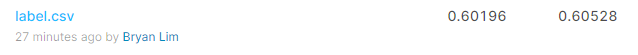 label.csv 0.60196 0.60528
27 minutes ago by Bryan Lim